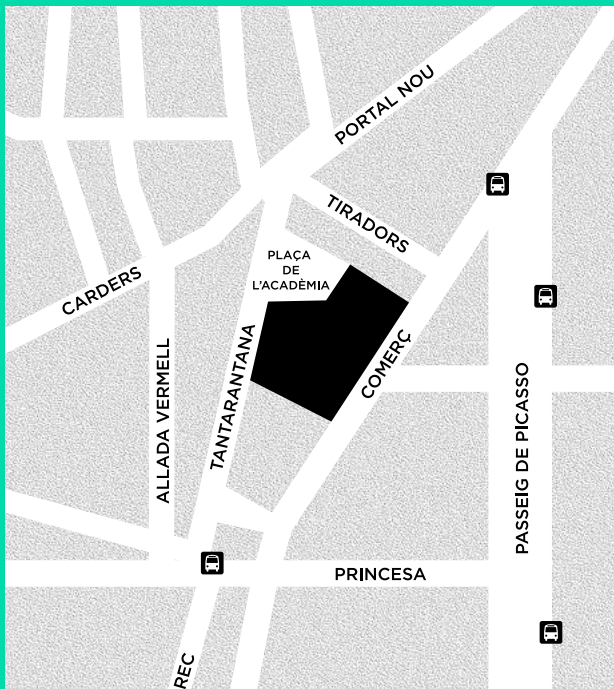 PORTAL NOU
TIRADORS
PLAÇA
DE
L'ACADÈMIA
CARDERS
COMERÇ
TANTARANTANA
ALLADA VERMELL
PASSEIG DE PICASSO
PRINCESA
REC